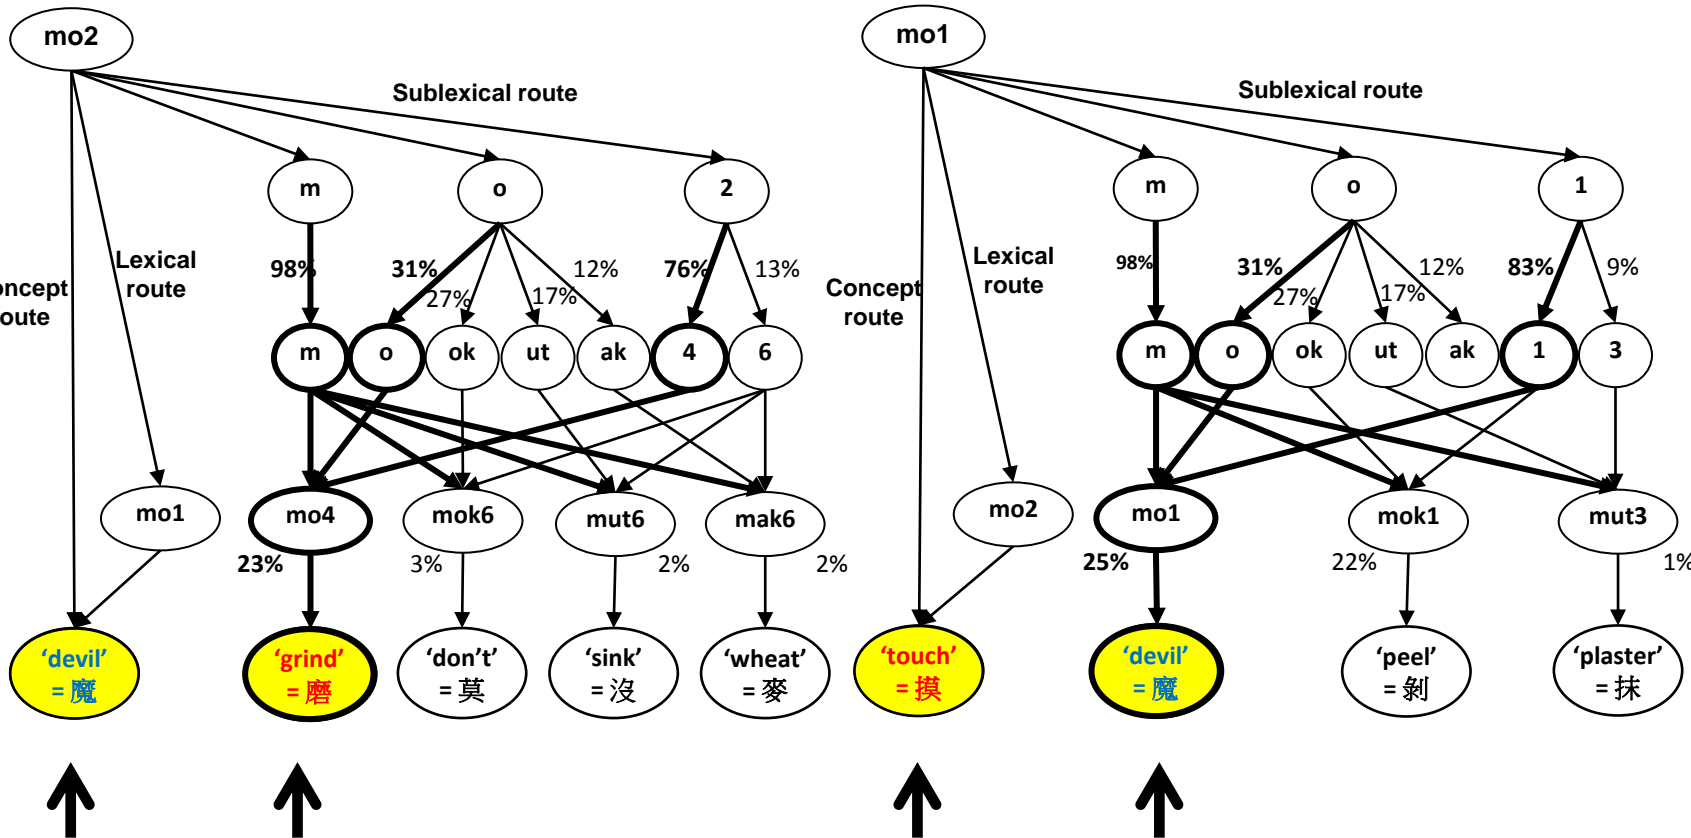 mo2
Sublexical route
m
o
2
Lexical
route
oncept
oute
98%
31%
27%
17%
12%
76%
13%
m
o
ok
ut
ak
4
6
mo1
mo4
mok6
mut6
mak6
23%
3%
2%
2%
‘devil’
= 魔
‘grind’
= 磨
‘don't’
= 莫
‘sink’
= 沒
‘wheat’
= 麥
mo1
Sublexical route
m
o
1
Lexical
route
Concept
route
98%
31%
27%
17%
12%
83%
9%
m
o
ok
ut
ak
1
3
mo2
mo1
mok1
mut3
25%
22%
1%
‘touch’
= 摸
‘devil’
= 魔
‘peel’
= 剝
‘plaster’
= 抹